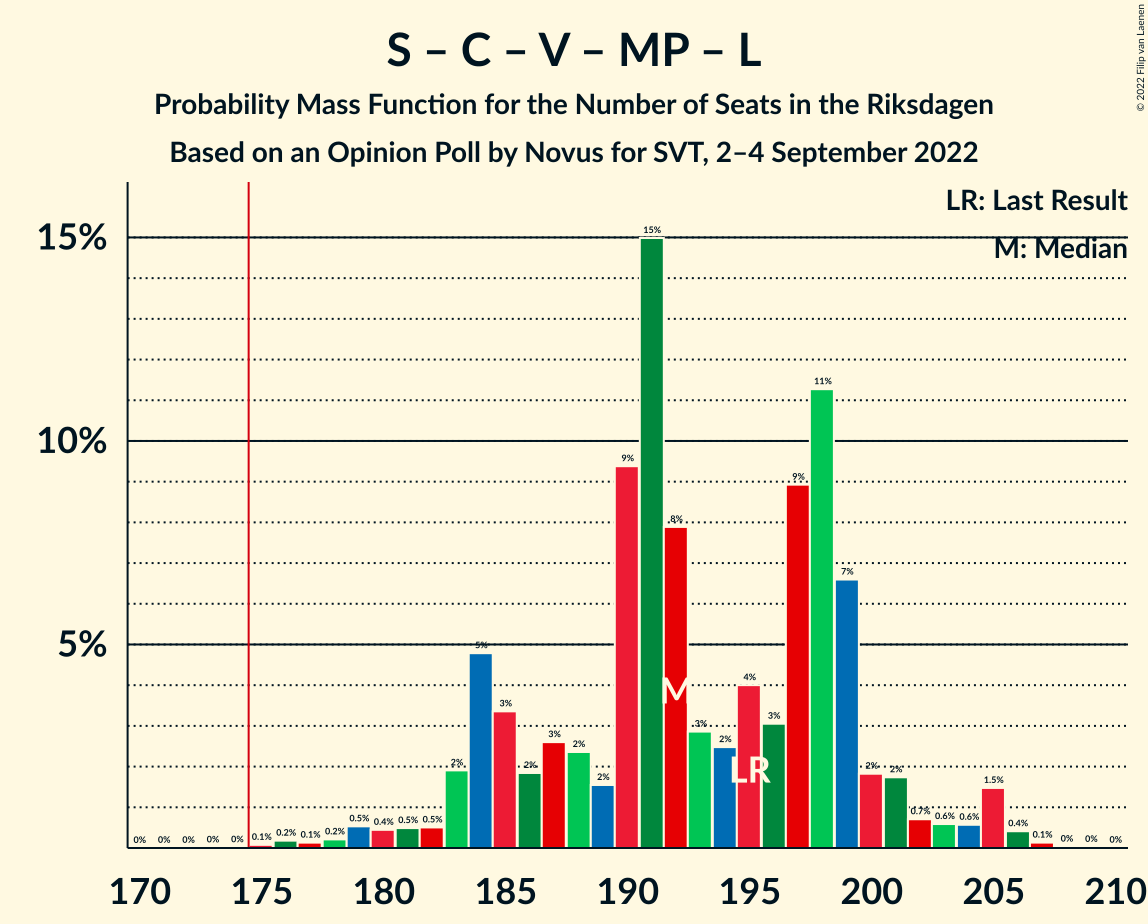 S – C – V – MP – L
Probability Mass Function for the Number of Seats in the Riksdagen
Based on an Opinion Poll by Novus for SVT, 2–4 September 2022
© 2022 Filip van Laenen
LR: Last Result
M: Median
15%
10%
5%
0% 0% 0% 0% 0% 0.1% 0.2% 0.1% 0.2% 0.5% 0.4% 0.5% 0.5% 2% 5% 3% 2% 3% 2% 2% 9% 15% 8% 3% 2% 4% 3% 9% 11% 7% 2% 2% 0.7% 0.6% 0.6% 1.5% 0.4% 0.1% 0% 0% 0%
M
LR
170 175 180 185 190 195 200 205 210